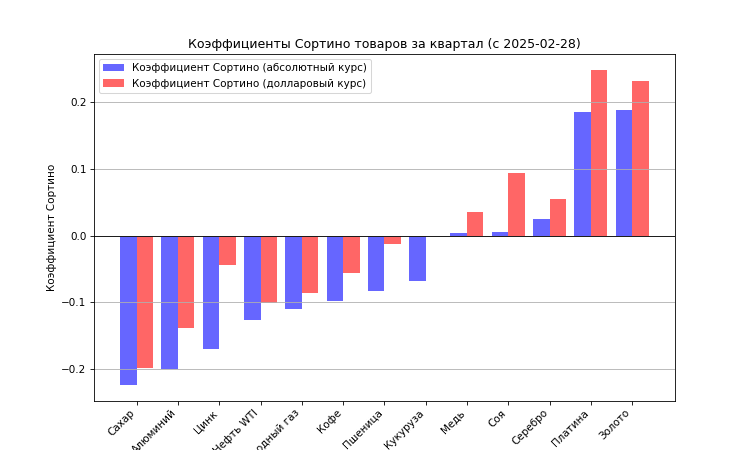 Коэффициенты Сортино товаров за квартал (с 2025-02-28)
Коэффициент Сортино (абсолютный курс)
Коэффициент Сортино (долларовый курс)
Коэффициент Сортино
0.2
0.1
0.0
−0.1
−0.2
Сахар
Алюминий
Цинк
Нефть WTI
одный газ
Кофе
Пшеница
Кукуруза
Медь
Соя
Серебро
Платина
Золото